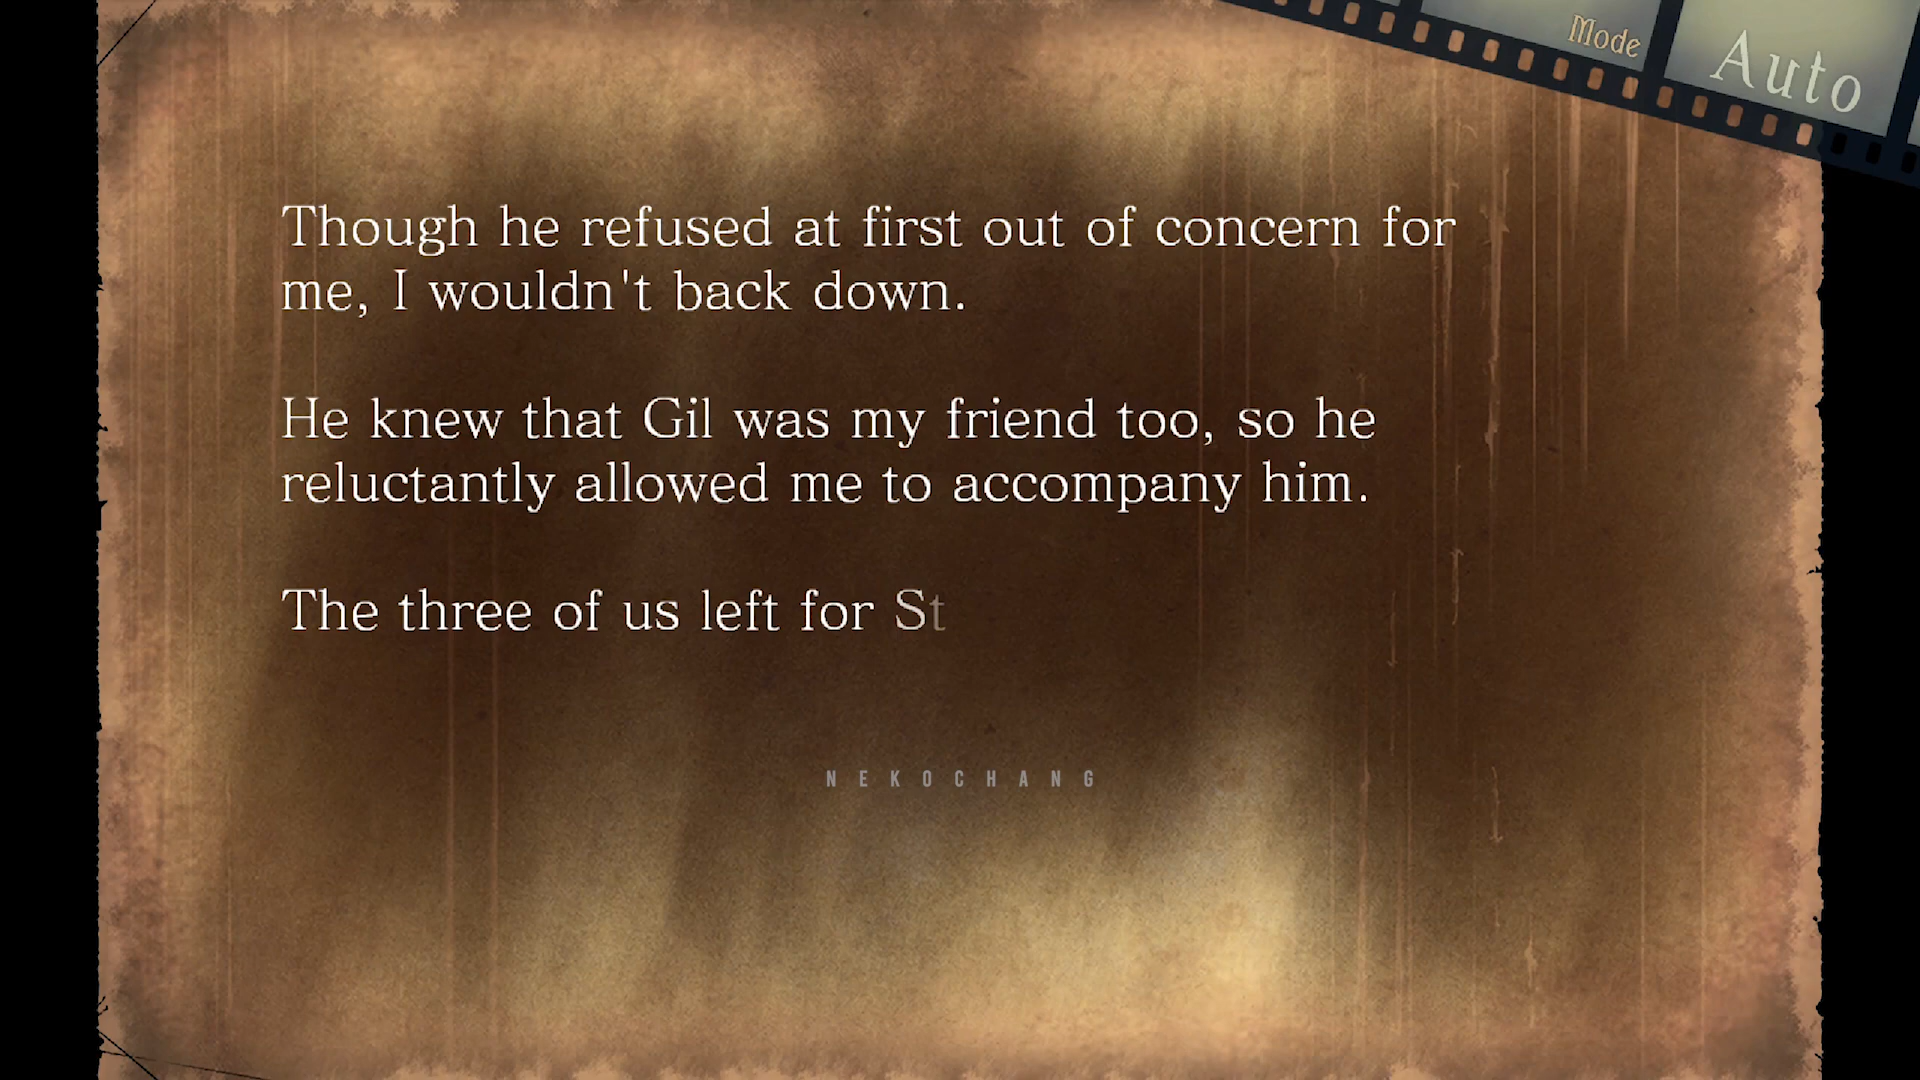 Mode
Auto
Though he refused at first out of concern for
me, I wouldn't back down.
He knew that Gil was my friend too, so he
reluctantly allowed me to accompany him.
The three of us left for St
NEKOCHANG